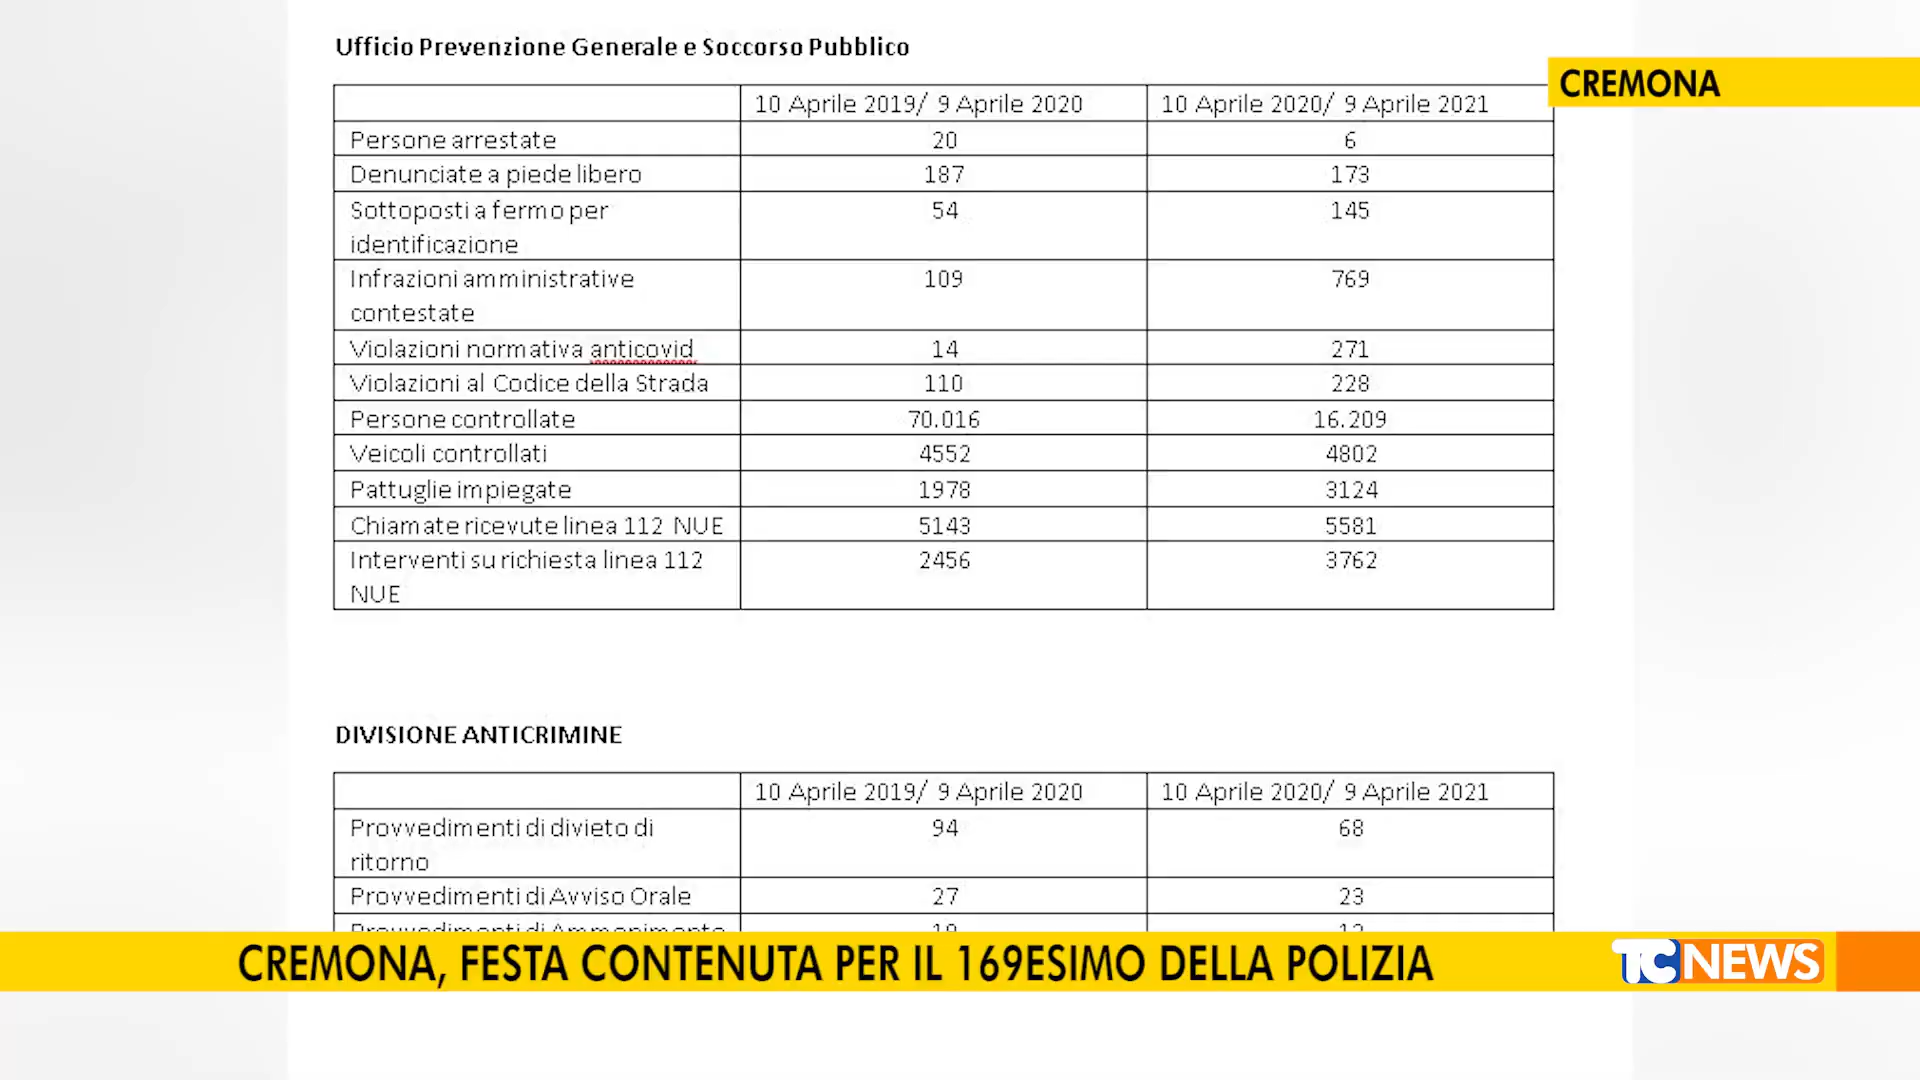 Ufficio Prevenzione Generale e Soccorso Pubblico
CREMONA
10 Aprile 2019/ 9 Aprile 2020 10 Aprile 2020/ 9 Aprile 2021
Persone arrestate 20 6
Denunciate a piede libero 187 173
Sottoposti a fermo per 54 145
identificazione
Infrazioni amministrative 109 769
contestate
Violazioni normativa anticovid 14 271
Violazioni al Codice della Strada 110 228
Persone controllate 70.016 16.209
Veicoli controllati 4552 4802
Pattuglie impiegate 1978 3124
Chiamate ricevute linea 112 NUE 5143 5581
Interventi su richiesta linea 112 2456 3762
NUE
DIVISIONE ANTICRIMINE
10 Aprile 2019/ 9 Aprile 2020 10 Aprile 2020/ 9 Aprile 2021
Provvedimenti di divieto di 94 68
ritorno
Provvedimenti di Avviso Orale 27 23
Provvedimenti di Ammonimento
CREMONA, FESTA CONTENUTA PER IL 169ESIMO DELLA POLIZIA
TC NEWS